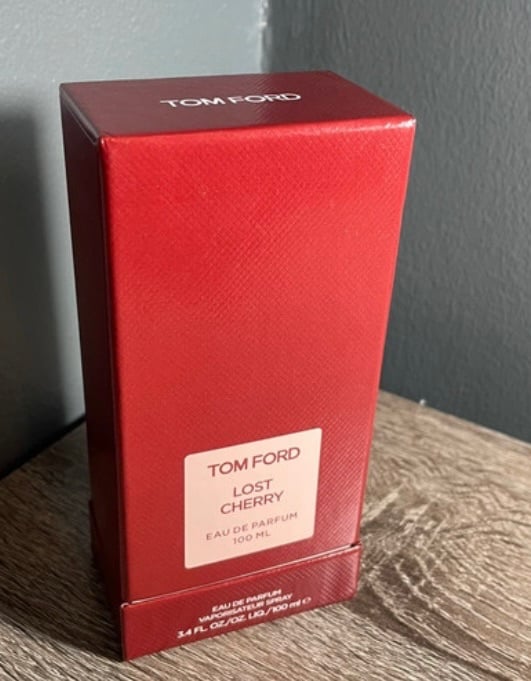 TOM FORD
TOM FORD
LOST
CHERRY
EAU DE PARFUM
100 ML
EAU DE PARFUM
VAPORISATEUR SPRAY
3.4 FL. OZ/OZ. LIQ./100 ml ℮